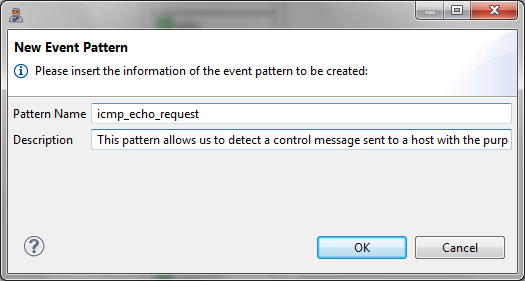 New Event Pattern
Please insert the information of the event pattern to be created:
Pattern Name icmp_echo_request
Description This pattern allows us to detect a control message sent to a host with the purp
OK Cancel